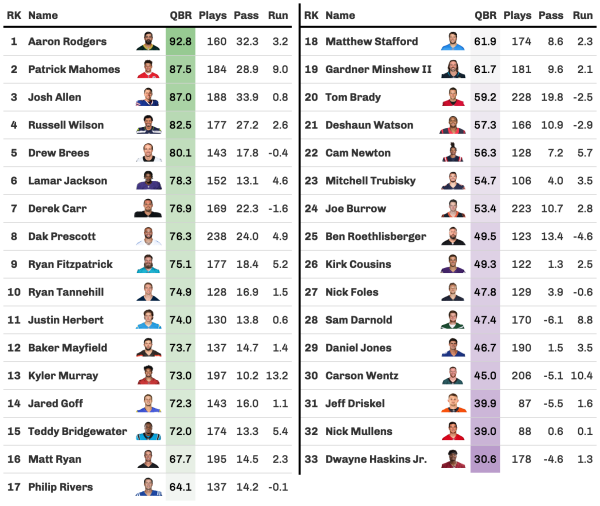 RK Name QBR Plays Pass Run
1 Aaron Rodgers 92.8 160 32.3 3.2
2 Patrick Mahomes 87.5 184 28.9 9.0
3 Josh Allen 87.0 188 33.9 0.8
4 Russell Wilson 82.5 177 27.2 2.6
5 Drew Brees 80.1 143 17.8 -0.4
6 Lamar Jackson 78.3 152 13.1 4.6
7 Derek Carr 76.9 169 22.3 -1.6
8 Dak Prescott 76.3 238 24.0 4.9
9 Ryan Fitzpatrick 75.1 177 18.4 5.2
10 Ryan Tannehill 74.9 128 16.9 1.5
11 Justin Herbert 74.0 130 13.8 0.6
12 Baker Mayfield 73.7 137 14.7 1.4
13 Kyler Murray 73.0 197 10.2 13.2
14 Jared Goff 72.3 143 16.0 1.1
15 Teddy Bridgewater 72.0 174 13.3 5.4
16 Matt Ryan 67.7 195 14.5 2.3
17 Philip Rivers 64.1 137 14.2 -0.1
RK Name QBR Plays Pass Run
18 Matthew Stafford 61.9 174 8.6 2.3
19 Gardner Minshew II 61.7 181 9.6 2.1
20 Tom Brady 59.2 228 19.8 -2.5
21 Deshaun Watson 57.3 166 10.9 -2.9
22 Cam Newton 56.3 128 7.2 5.7
23 Mitchell Trubisky 54.7 106 4.0 3.5
24 Joe Burrow 53.4 223 10.7 2.8
25 Ben Roethlisberger 49.5 123 13.4 -4.6
26 Kirk Cousins 49.3 122 1.3 2.5
27 Nick Foles 47.8 129 3.9 -0.6
28 Sam Darnold 47.4 170 -6.1 8.8
29 Daniel Jones 46.7 190 1.5 3.5
30 Carson Wentz 45.0 206 -5.1 10.4
31 Jeff Driskel 39.9 87 -5.5 1.6
32 Nick Mullens 39.0 88 0.6 0.1
33 Dwayne Haskins Jr. 30.6 178 -4.6 1.3